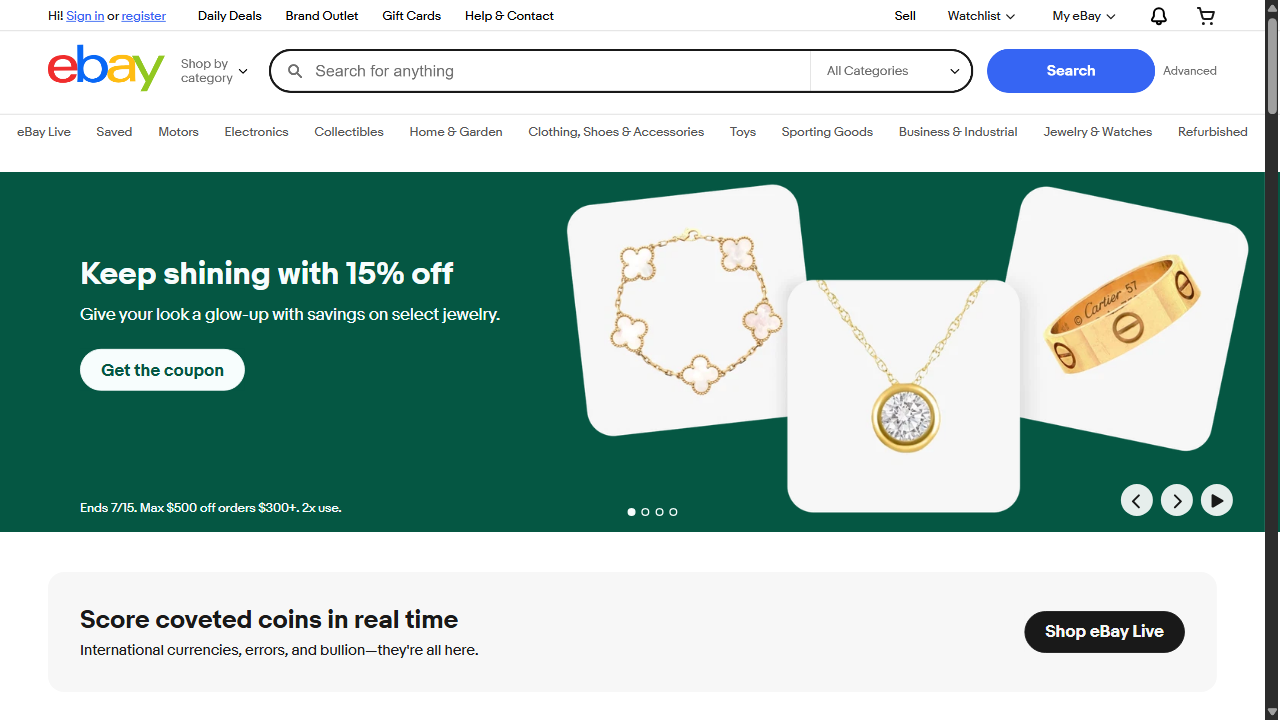 Hi! Sign in or register Daily Deals Brand Outlet Gift Cards Help & Contact Sell Watchlist My eBay
ebay
Shop by
category
Search for anything All Categories Search Advanced
eBay Live Saved Motors Electronics Collectibles Home & Garden Clothing, Shoes & Accessories Toys Sporting Goods Business & Industrial Jewelry & Watches Refurbished
Keep shining with 15% off
Give your look a glow-up with savings on select jewelry.
Get the coupon
© Cartier 57
Ends 7/15. Max $500 off orders $300+. 2x use.
Score coveted coins in real time
International currencies, errors, and bullion—they're all here.
Shop eBay Live